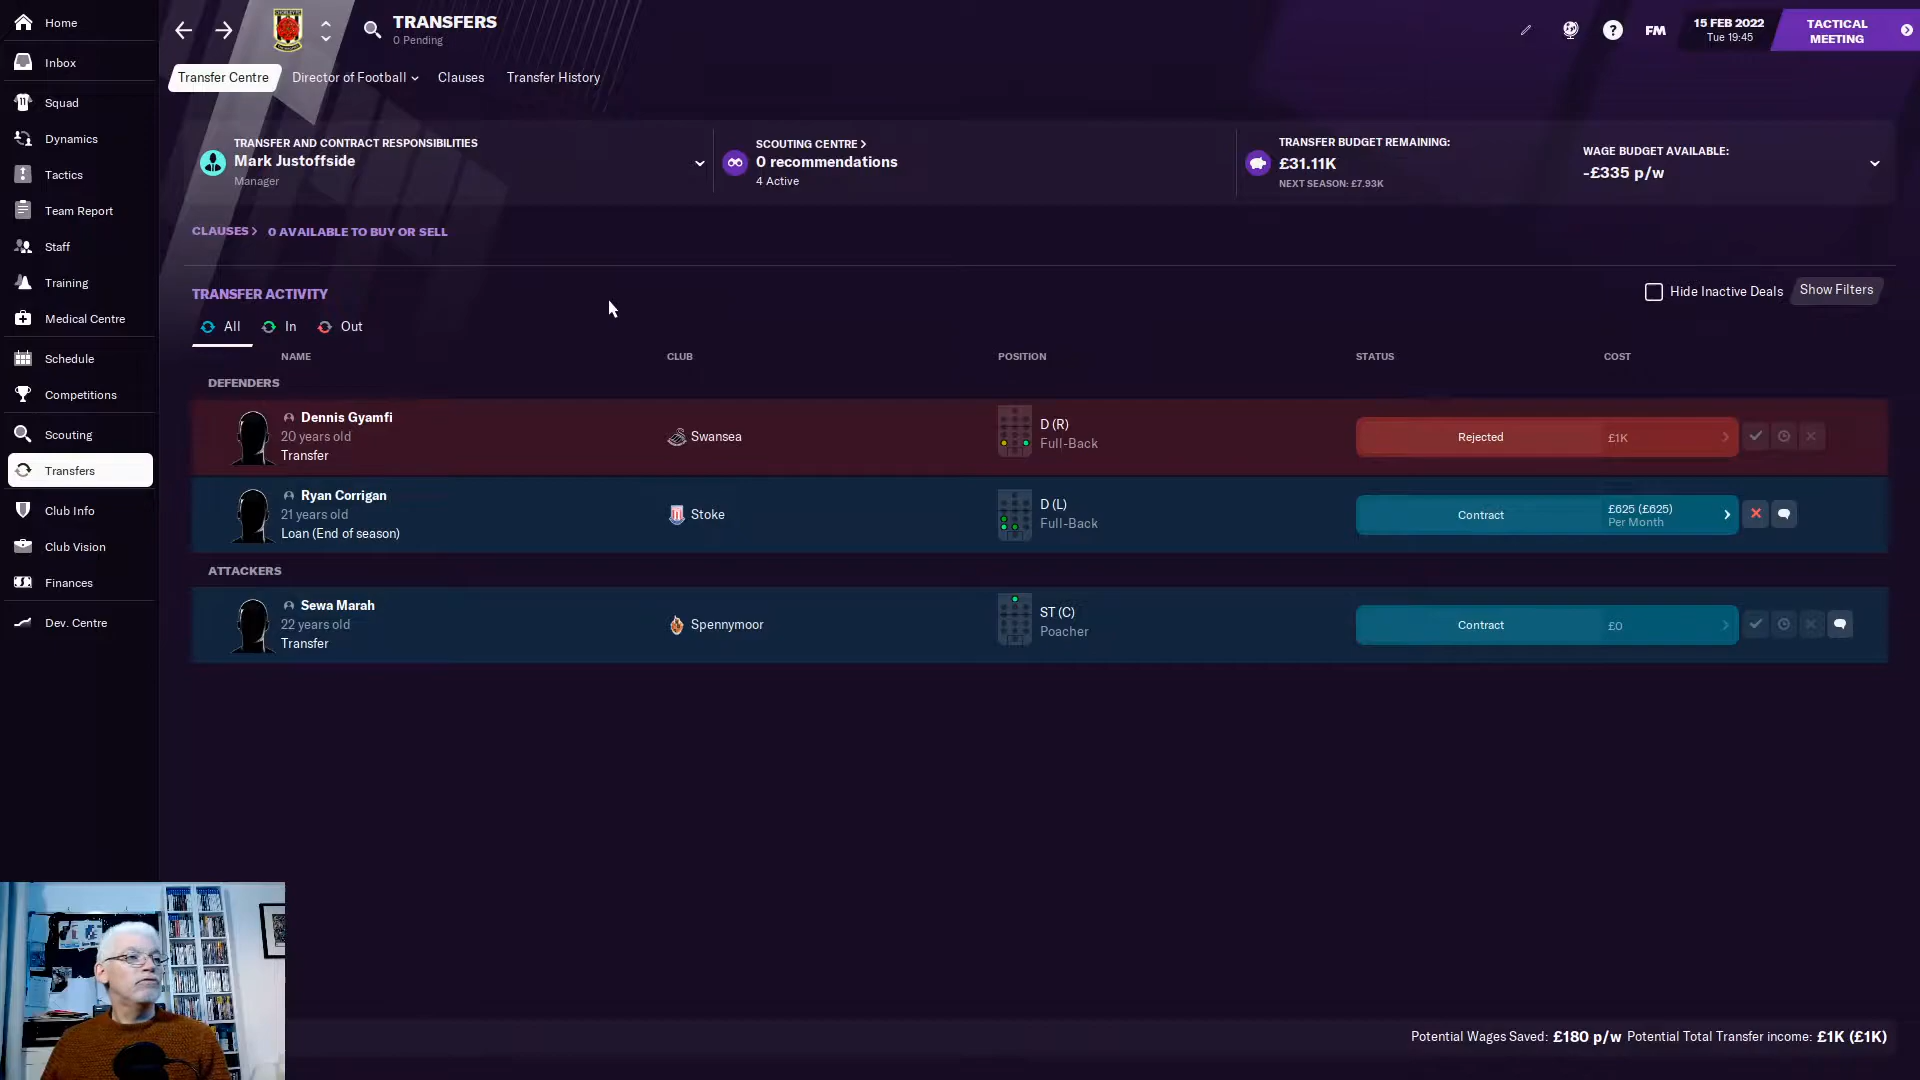 Home
Inbox
Squad
Dynamics
Tactics
Team Report
Staff
Training
Medical Centre
Schedule
Competitions
Scouting
Transfers
Club Info
Club Vision
Finances
Dev. Centre
TRANSFERS
0 Pending
FM
15 FEB 2022
Tue 19:45
TACTICAL
MEETING
Transfer Centre
Director of Football
Clauses
Transfer History
TRANSFER AND CONTRACT RESPONSIBILITIES
Mark Justoffside
Manager
SCOUTING CENTRE >
0 recommendations
4 Active
TRANSFER BUDGET REMAINING:
£31.11K
NEXT SEASON: £7.93K
WAGE BUDGET AVAILABLE:
-£335 p/w
CLAUSES > 0 AVAILABLE TO BUY OR SELL
TRANSFER ACTIVITY
Hide Inactive Deals
Show Filters
All In Out
NAME CLUB POSITION STATUS COST
DEFENDERS
Dennis Gyamfi
20 years old
Transfer
Swansea
D (R)
Full-Back
Rejected £1K
Ryan Corrigan
21 years old
Loan (End of season)
Stoke
D (L)
Full-Back
Contract
£625 (£625)
Per Month
ATTACKERS
Sewa Marah
22 years old
Transfer
Spennymoor
ST (C)
Poacher
Contract £0
Potential Wages Saved: £180 p/w Potential Total Transfer income: £1K (£1K)